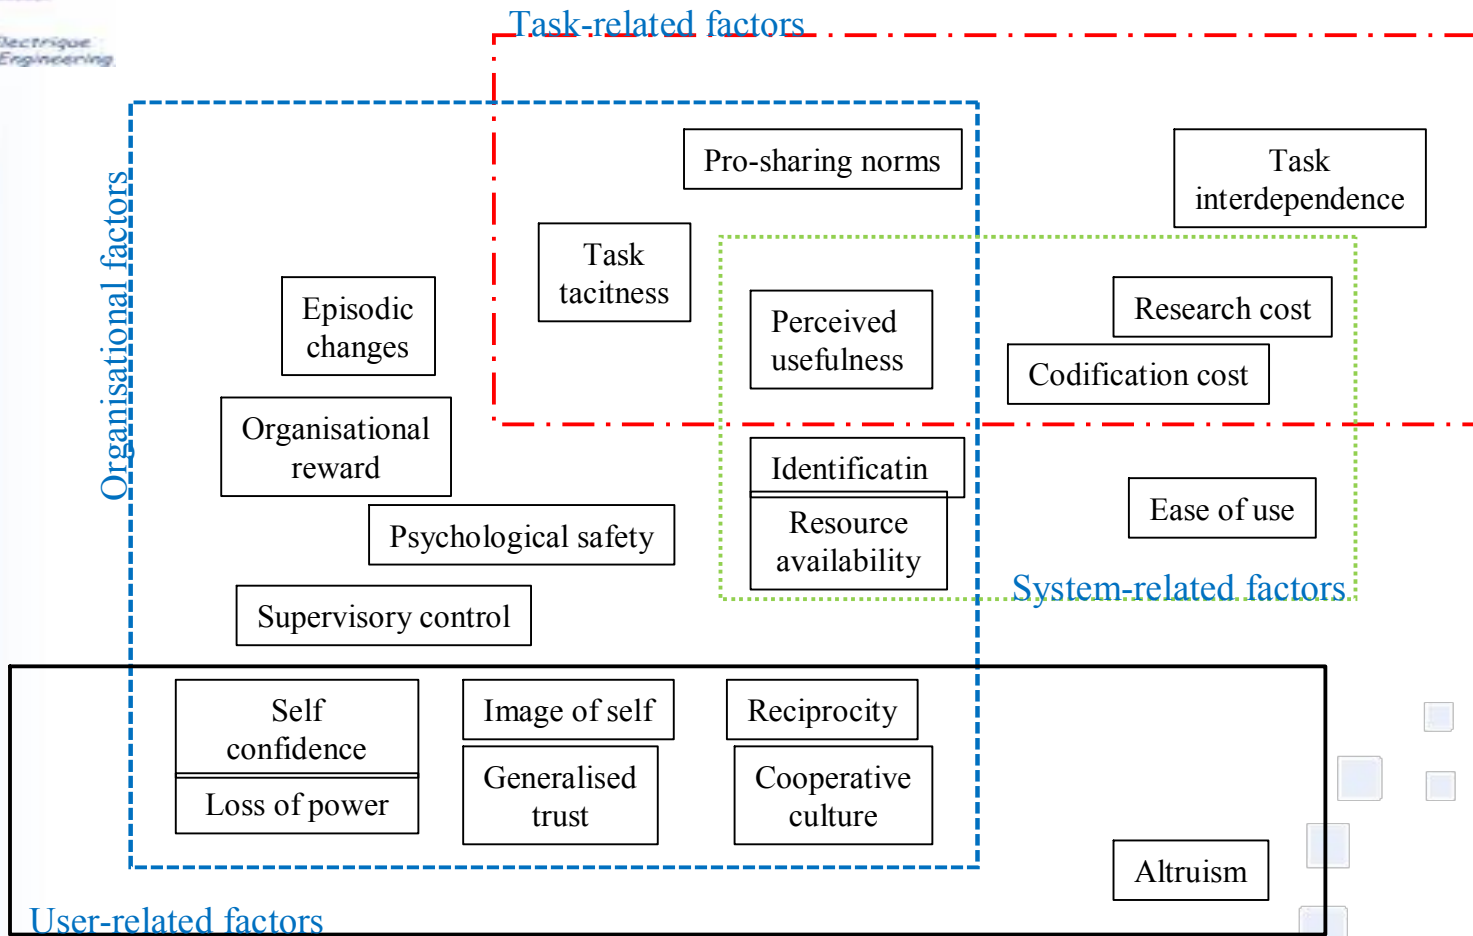 lectrique
Engineering
Task-related factors
Organisational factors
Pro-sharing norms
Task
interdependence
Task
tacitness
Episodic
changes
Perceived
usefulness
Research cost
Codification cost
Organisational
reward
Identificatin
Resource
availability
Ease of use
Psychological safety
System-related factors
Supervisory control
Self
confidence
Image of self
Reciprocity
Loss of power
Generalised
trust
Cooperative
culture
Altruism
User-related factors